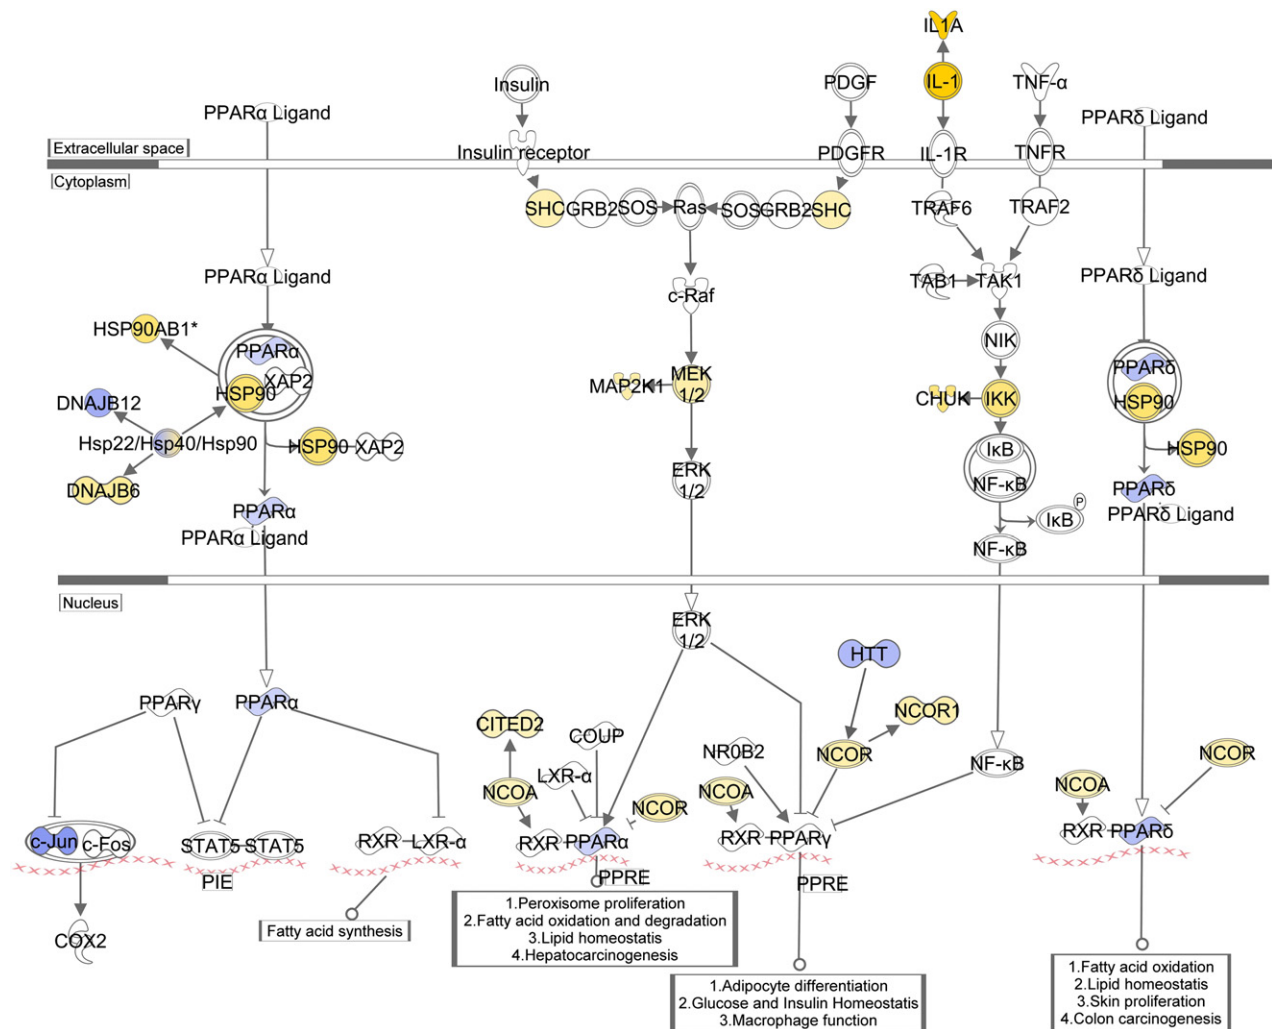 IL1A
Insulin
PDGF
IL-1
TNF-α
PPARα Ligand
PPARδ Ligand
Extracellular space
Insulin receptor
PDGFR
IL-1R
TNFR
Cytoplasm
SHC
GRB2
SOS
Ras
SOS
GRB2
SHC
TRAF6
TRAF2
PPARα Ligand
c-Raf
TAB1
TAK1
PPARδ Ligand
HSP90AB1*
PPARα
XAP2
HSP90
NIK
PPARδ
HSP90
MAP2K1
MEK
1/2
CHUK
IKK
DNAJB12
Hsp22/Hsp40/Hsp90
HSP90
XAP2
IκB
NF-κB
HSP90
DNAJB6
ERK
1/2
PPARδ
PPARδ Ligand
PPARα
PPARα Ligand
P
IκB
NF-κB
Nucleus
ERK
1/2
HTT
PPARγ
PPARα
CITED2
COUP
NCOR1
NCOR
NR0B2
NF-κB
NCOR
LXR-α
NCOA
NCOR
NCOA
NCOA
c-Jun
c-Fos
STAT5
STAT5
RXR
LXR-α
RXR
PPARα
RXR
PPARγ
RXR
PPARδ
PIE
PPRE
PPRE
COX2
Fatty acid synthesis
1.Peroxisome proliferation
2.Fatty acid oxidation and degradation
3.Lipid homeostatis
4.Hepatocarcinogenesis
1.Adipocyte differentiation
2.Glucose and Insulin Homeostatis
3.Macrophage function
1.Fatty acid oxidation
2.Lipid homeostatis
3.Skin proliferation
4.Colon carcinogenesis